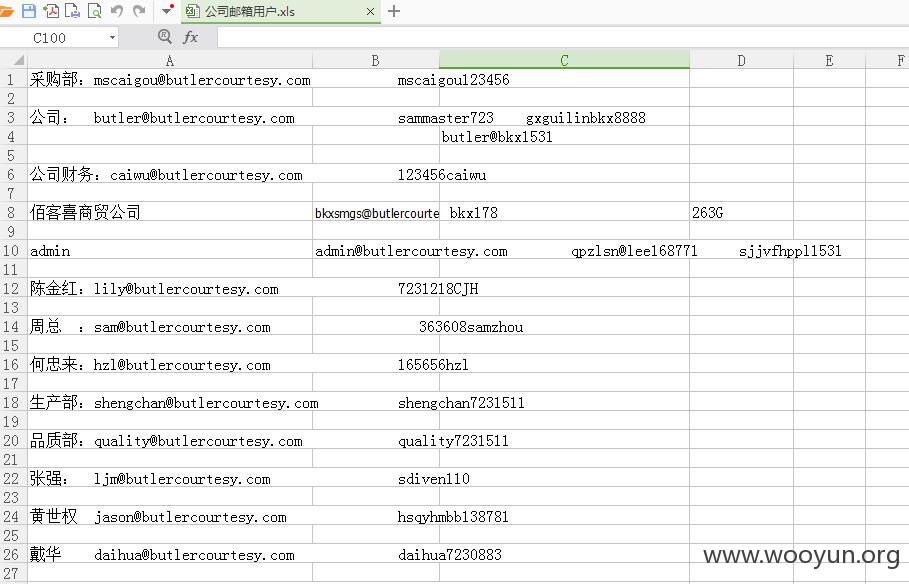 公司邮箱用户.xls
C100 fx
A B C D E F
1 采购部：mscaigou@butlercourtesy.com mscaigou123456
2
3 公司： butler@butlercourtesy.com sammaster723 gxguilinbkx8888
4 butler@bkx1531
5
6 公司财务：caiwu@butlercourtesy.com 123456caiwu
7
8 佰客喜商贸公司 bkxsmgs@butlercourte bkx178 263G
9
10 admin admin@butlercourtesy.com qpzlsn@lee168771 sjjvfhppl1531
11
12 陈金红：lily@butlercourtesy.com 7231218CJH
13
14 周总 ：sam@butlercourtesy.com 363608samzhou
15
16 何忠来：hzl@butlercourtesy.com 165656hzl
17
18 生产部：shengchan@butlercourtesy.com shengchan7231511
19
20 品质部：quality@butlercourtesy.com quality7231511
21
22 张强： ljm@butlercourtesy.com sdiven110
23
24 黄世权 jason@butlercourtesy.com hsqyhmbb138781
25
26 戴华 daihua@butlercourtesy.com daihua7230883
27
www.wooyun.org